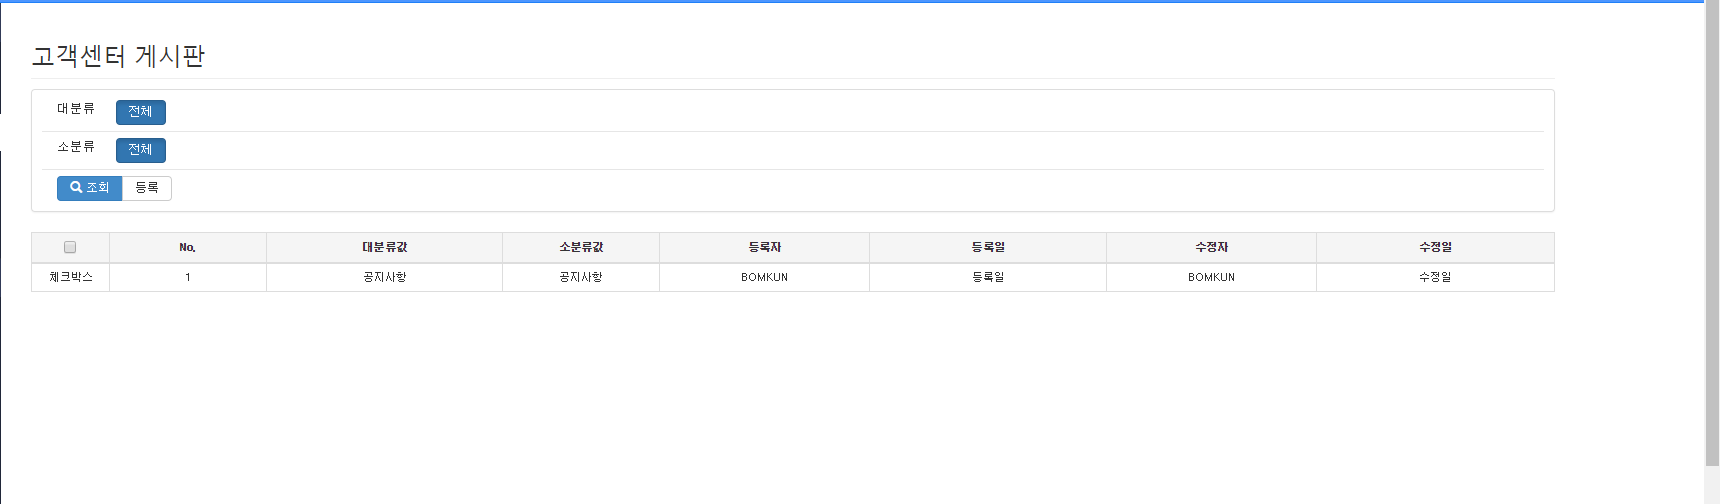 고객센터 게시판
대분류 전체
소분류 전체
조회 등록
No. 대분류값 소분류값 등록자 등록일 수정자 수정일
체크박스 1 공지사항 공지사항 BOMKUN 등록일 BOMKUN 수정일